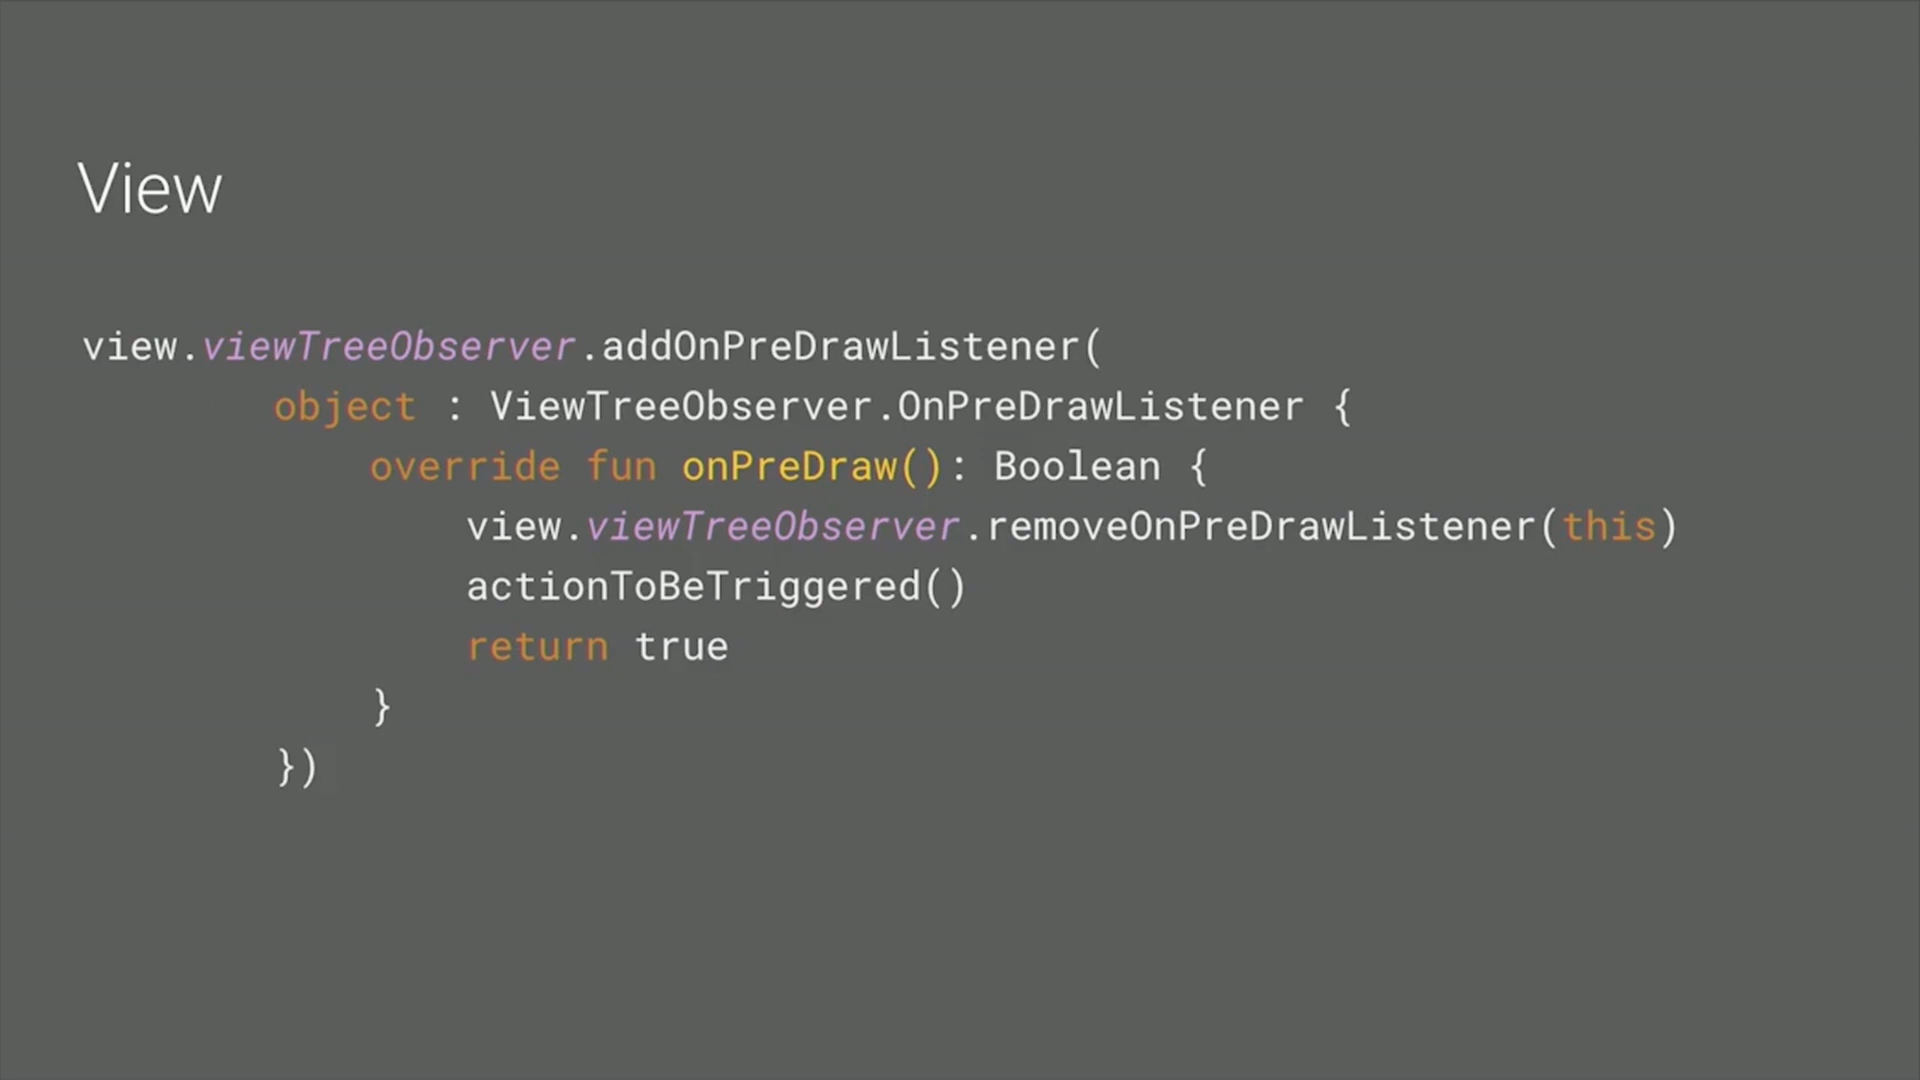 View
view.viewTreeObserver.addOnPreDrawListener(
object : ViewTreeObserver.OnPreDrawListener {
override fun onPreDraw(): Boolean {
view.viewTreeObserver.removeOnPreDrawListener(this)
actionToBeTriggered()
return true
}
})